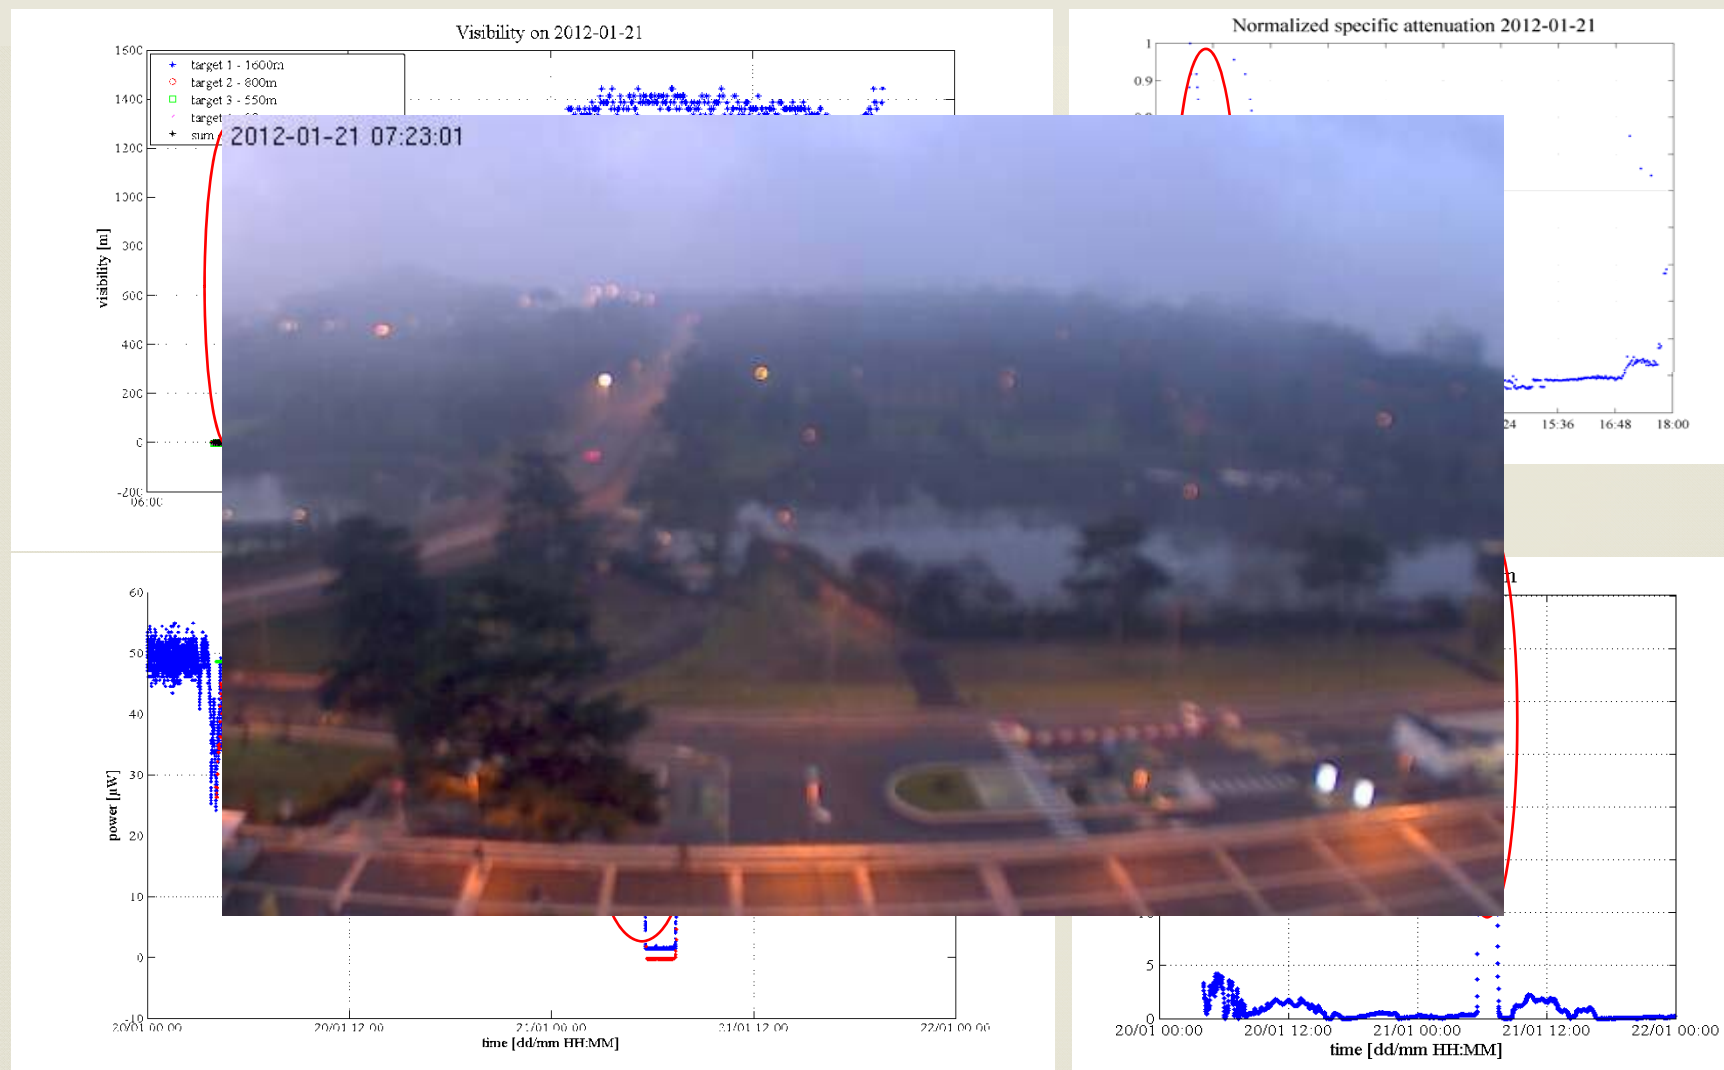 Visibility on 2012-01-21
1600
1400
1200
1000
800
600
400
200
0
-200
visibility [m]
target 1 - 1600m
target 2 - 800m
target 3 - 550m
target
sum
06:00
Normalized specific attenuation 2012-01-21
1
0.9
24 15:36 16:48 18:00
2012-01-21 07:23:01
60
50
40
30
20
10
0
-10
power [µW]
20/01 00:00 20/01 12:00 21/01 00:00 21/01 12:00 22/01 00:00
time [dd/mm HH:MM]
5
0
20/01 00:00 20/01 12:00 21/01 00:00 21/01 12:00 22/01 00:00
time [dd/mm HH:MM]